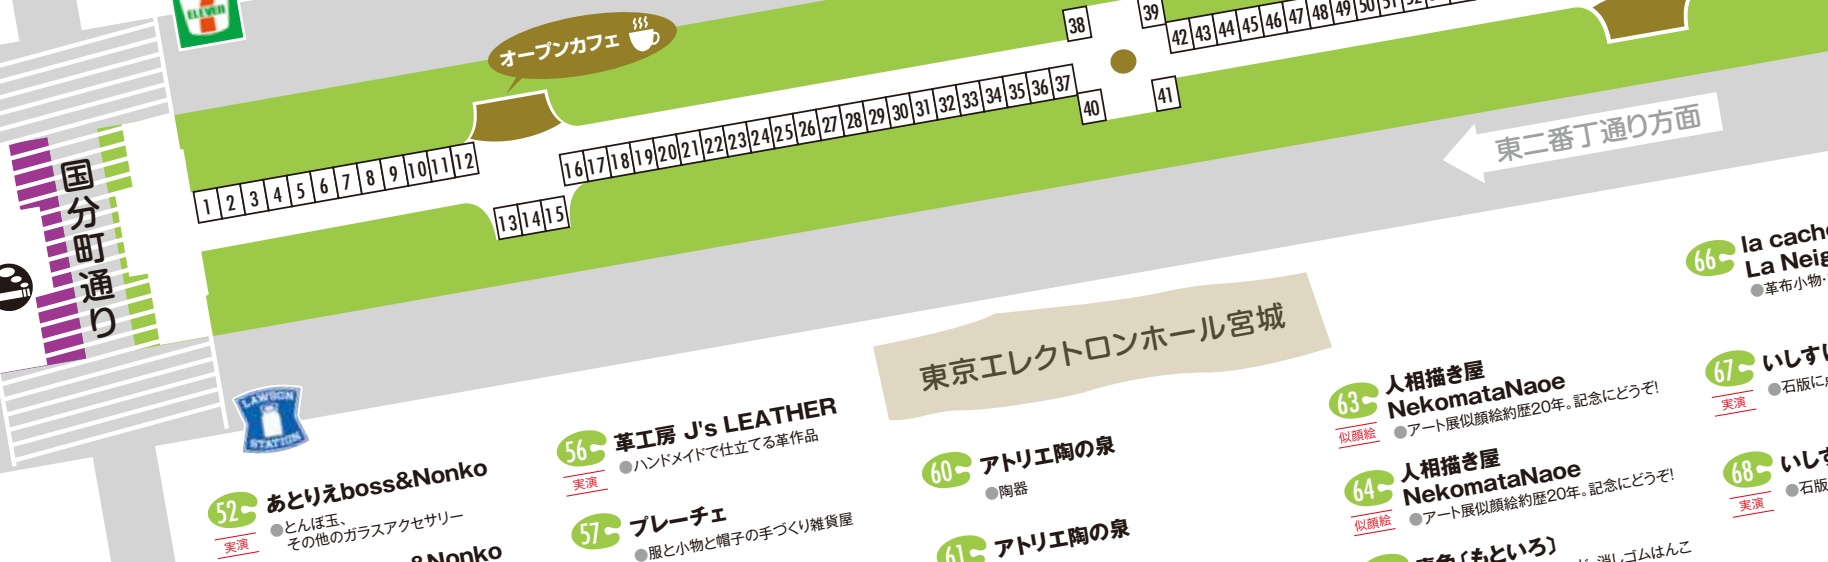 ELEVEN
オープンカフェ
38
39
42 43 44 45 46 47 48 49 50 51
1 2 3 4 5 6 7 8 9 10 11 12
16 17 18 19 20 21 22 23 24 25 26 27 28 29 30 31 32 33 34 35 36 37
40
41
13 14 15
東二番丁通り方面
国分町通り
LAWSON
STATION
東京エレクトロンホール宮城
52
実演
あとりえboss&Nonko
●とんぼ玉、
その他のガラスアクセサリー
&Nonko
56
実演
革工房 J's LEATHER
●ハンドメイドで仕立てる革作品
57
プレーチェ
●服と小物と帽子の手づくり雑貨屋
60
アトリエ陶の泉
●陶器
61
アトリエ陶の泉
63
似顔絵
人相描き屋
NekomataNaoe
●アート展似顔絵約歴20年。記念にどうぞ!
64
似顔絵
人相描き屋
NekomataNaoe
●アート展似顔絵約歴20年。記念にどうぞ!
〔もといろ〕
消しゴムはんこ
66
la cach
La Neig
●革布小物・
67
実演
いしす
●石版に
68
実演
いし
●石版